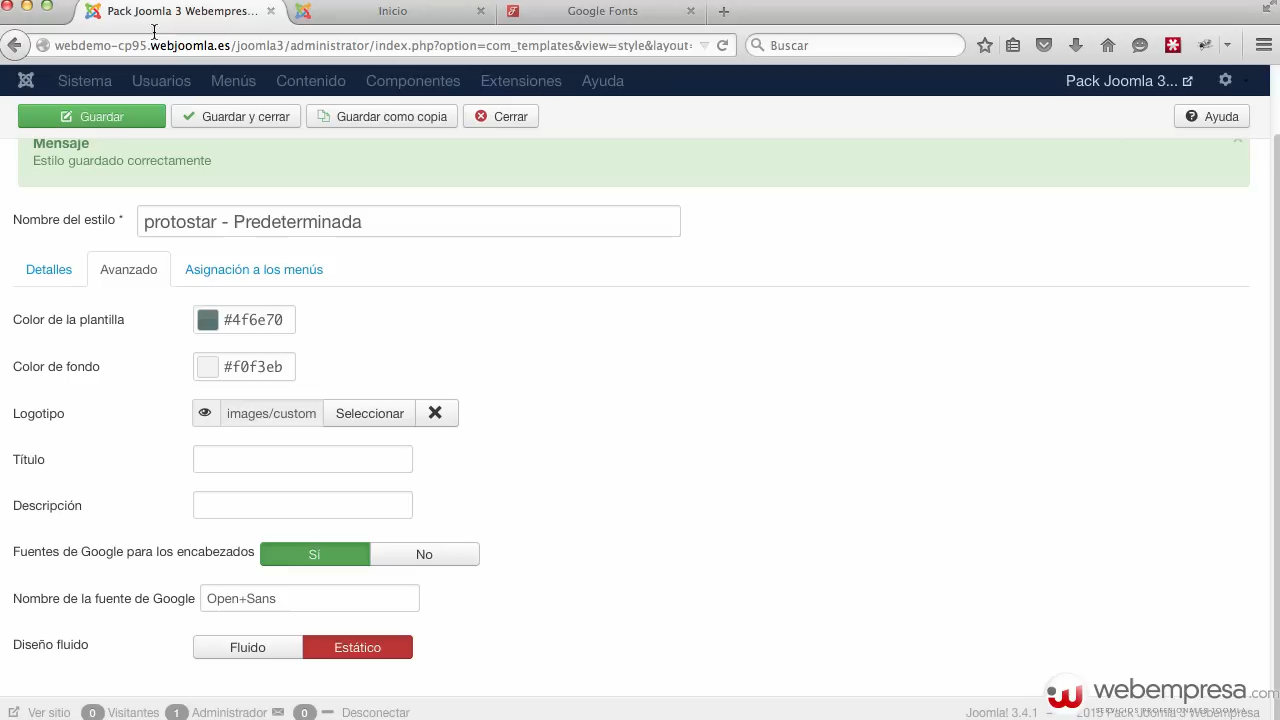 Pack Joomla 3 Webempres...
Inicio
Google Fonts
webdemo-cp95.webjoomla.es/joomla3/administrator/index.php?option=com_templates&view=style&layout=
Buscar
Sistema Usuarios Menús Contenido Componentes Extensiones Ayuda
Pack Joomla 3...
Guardar
Guardar y cerrar
Guardar como copia
Cerrar
Ayuda
Mensaje
Estilo guardado correctamente
Nombre del estilo *
protostar - Predeterminada
Detalles
Avanzado
Asignación a los menús
Color de la plantilla
#4f6e70
Color de fondo
#f0f3eb
Logotipo
images/custom
Seleccionar
Título
Descripción
Fuentes de Google para los encabezados
Sí
No
Nombre de la fuente de Google
Open+Sans
Diseño fluido
Fluido
Estático
webempresa.com
Ver sitio
0 Visitantes
1 Administrador
0
Desconectar
Joomla! 3.4.1 — Pack Joomla 3 Webempresa